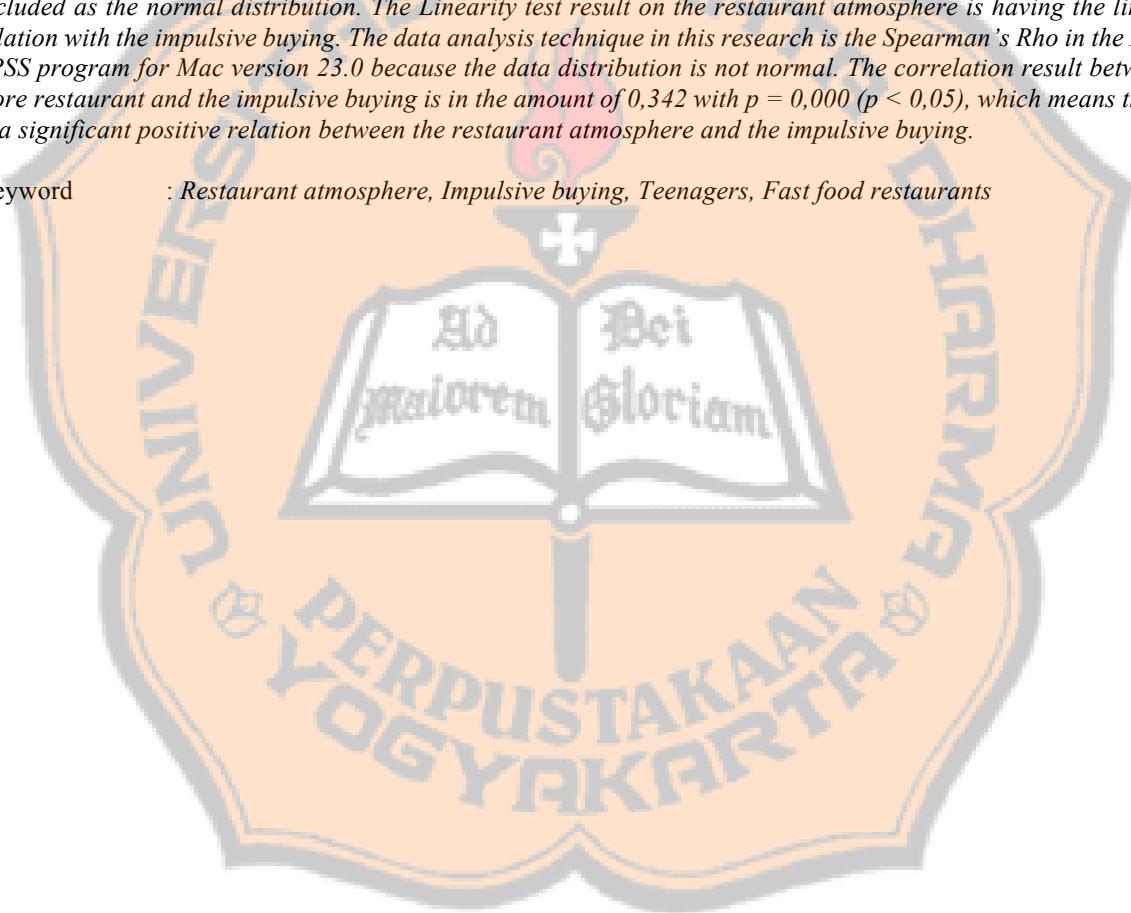 cluded as the normal distribution. The Linearity test result on the restaurant atmosphere is having the lin
lation with the impulsive buying. The data analysis technique in this research is the Spearman's Rho in the
PSS program for Mac version 23.0 because the data distribution is not normal. The correlation result betw
ore restaurant and the impulsive buying is in the amount of 0,342 with p = 0,000 (p < 0,05), which means th
a significant positive relation between the restaurant atmosphere and the impulsive buying.
eyword : Restaurant atmosphere, Impulsive buying, Teenagers, Fast food restaurants
UNIVERST
DHARMA
Ad Dei
maiorem Gloriam
PERPUSTAKAAN
YOGYAKARTA